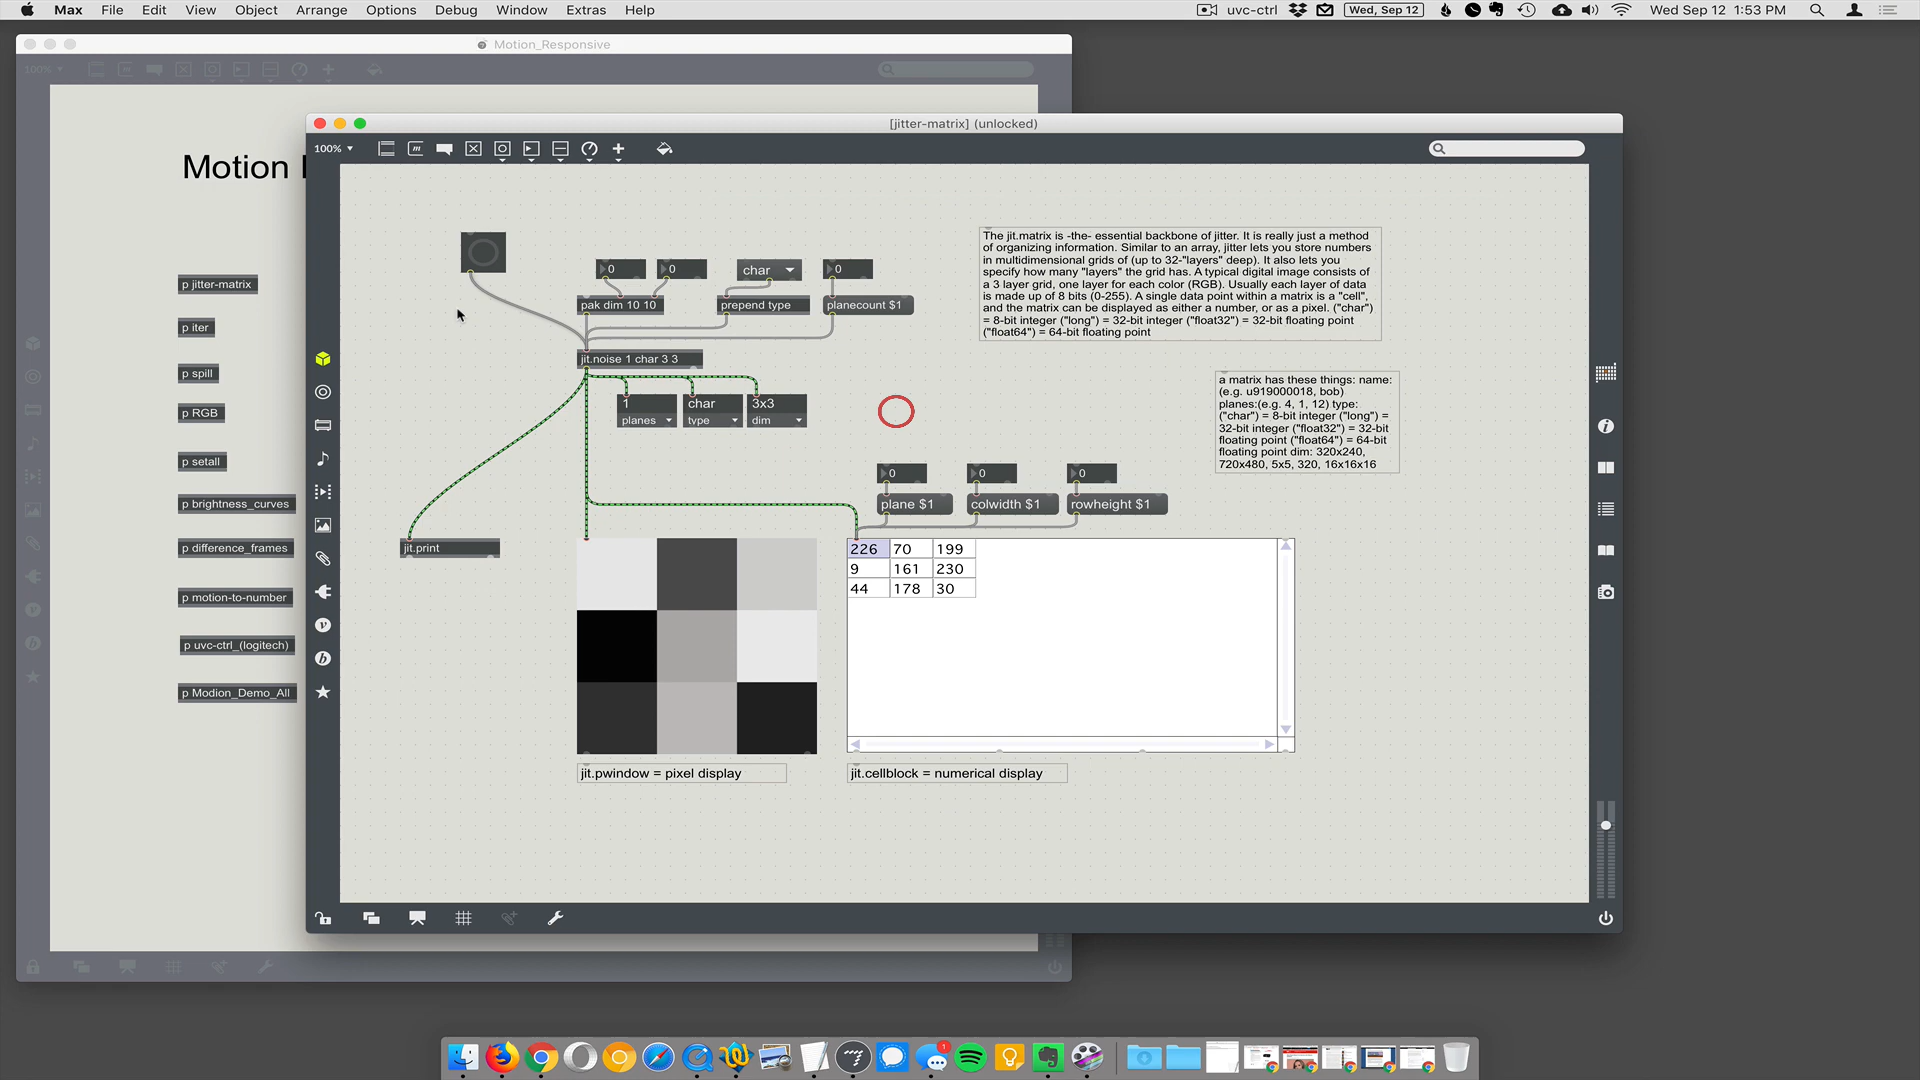 Max File Edit View Object Arrange Options Debug Window Extras Help
uvc-ctrl Wed, Sep 12 Wed Sep 12 1:53 PM
Motion_Responsive
100%
[jitter-matrix] (unlocked)
100%
Motion
p jitter-matrix
p iter
p spill
p RGB
p setall
p brightness_curves
p difference_frames
p motion-to-number
p uvc-ctrl_(logitech)
p Modion_Demo_All
0 0 char 0
pak dim 10 10 prepend type planecount $1
jit.noise 1 char 3 3
1 char 3x3
planes type dim
The jit.matrix is -the- essential backbone of jitter. It is really just a method
of organizing information. Similar to an array, jitter lets you store numbers
in multidimensional grids of (up to 32-"layers" deep). It also lets you
specify how many "layers" the grid has. A typical digital image consists of
a 3 layer grid, one layer for each color (RGB). Usually each layer of data
is made up of 8 bits (0-255). A single data point within a matrix is a "cell",
and the matrix can be displayed as either a number, or as a pixel. ("char")
= 8-bit integer ("long") = 32-bit integer ("float32") = 32-bit floating point
("float64") = 64-bit floating point
a matrix has these things: name:
(e.g. u919000018, bob)
planes:(e.g. 4, 1, 12) type:
("char") = 8-bit integer ("long") =
32-bit integer ("float32") = 32-bit
floating point ("float64") = 64-bit
floating point dim: 320x240,
720x480, 5x5, 320, 16x16x16
0 0 0
plane $1 colwidth $1 rowheight $1
jit.print
226 70 199
9 161 230
44 178 30
jit.pwindow = pixel display
jit.cellblock = numerical display
1